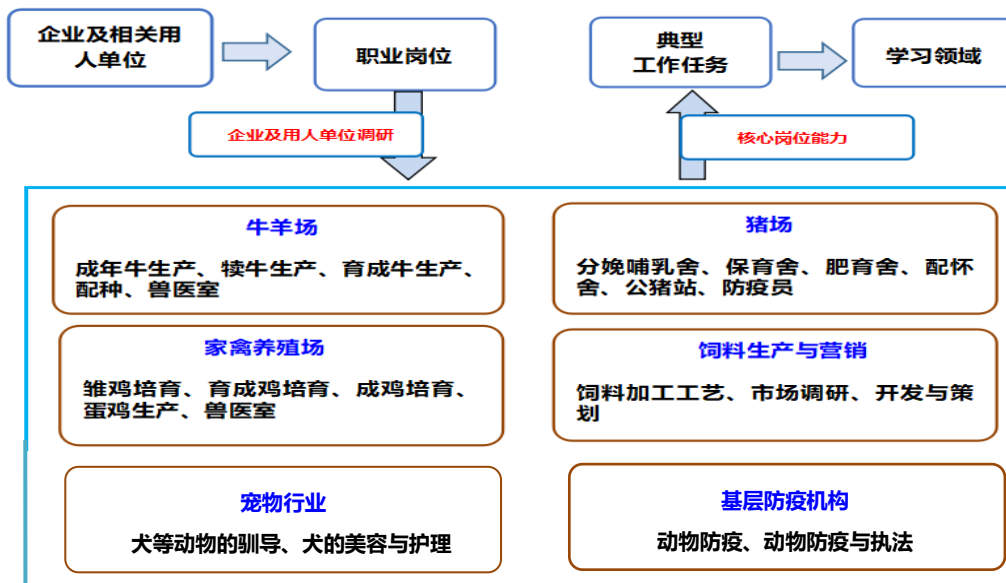 企业及相关用
人单位
职业岗位
典型
工作任务
学习领域
企业及用人单位调研
核心岗位能力
牛羊场
成年牛生产、犊牛生产、育成牛生产、
配种、兽医室
猪场
分娩哺乳舍、保育舍、肥育舍、配怀
舍、公猪站、防疫员
家禽养殖场
雏鸡培育、育成鸡培育、成鸡培育、
蛋鸡生产、兽医室
饲料生产与营销
饲料加工工艺、市场调研、开发与策
划
宠物行业
犬等动物的驯导、犬的美容与护理
基层防疫机构
动物防疫、动物防疫与执法